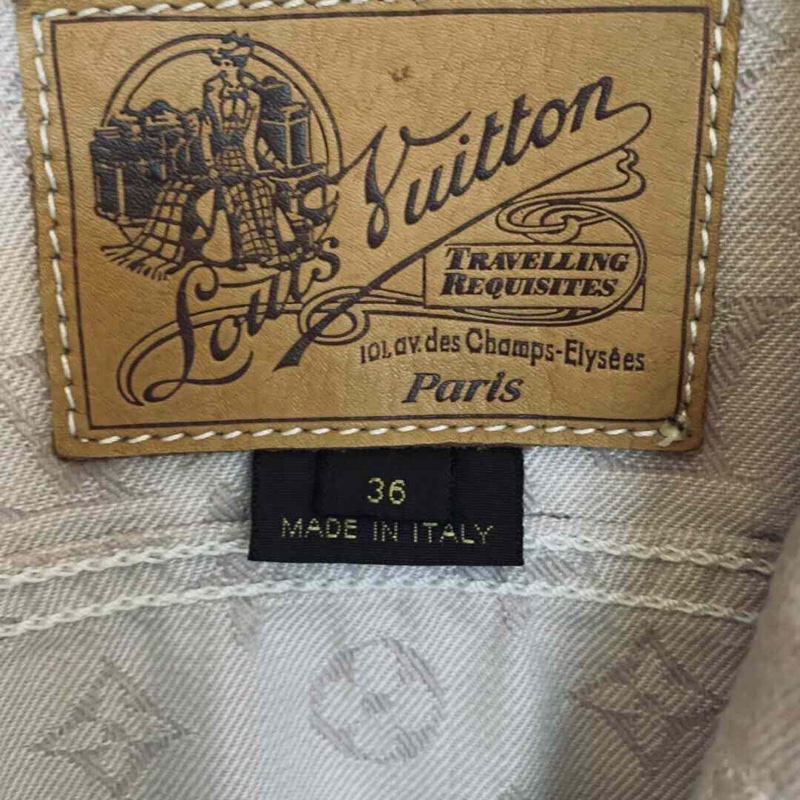 Louis Vuitton
TRAVELLING
REQUISITES
101, av. des Champs-Elysées
Paris
36
MADE IN ITALY